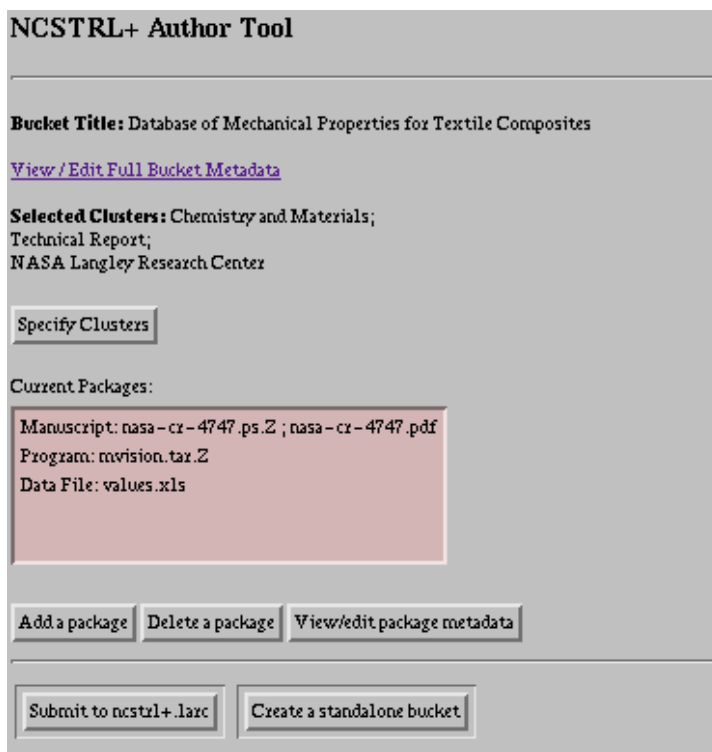 NCSTRL+ Author Tool
Bucket Title: Database of Mechanical Properties for Textile Composites
View / Edit Full Bucket Metadata
Selected Clusters: Chemistry and Materials;
Technical Report;
NASA Langley Research Center
Specify Clusters
Current Packages:
Manuscript: nasa-cr-4747.ps.Z ; nasa-cr-4747.pdf
Program: mvision.tar.Z
Data File: values.xls
Add a package Delete a package View/edit package metadata
Submit to ncstrl+.larc Create a standalone bucket